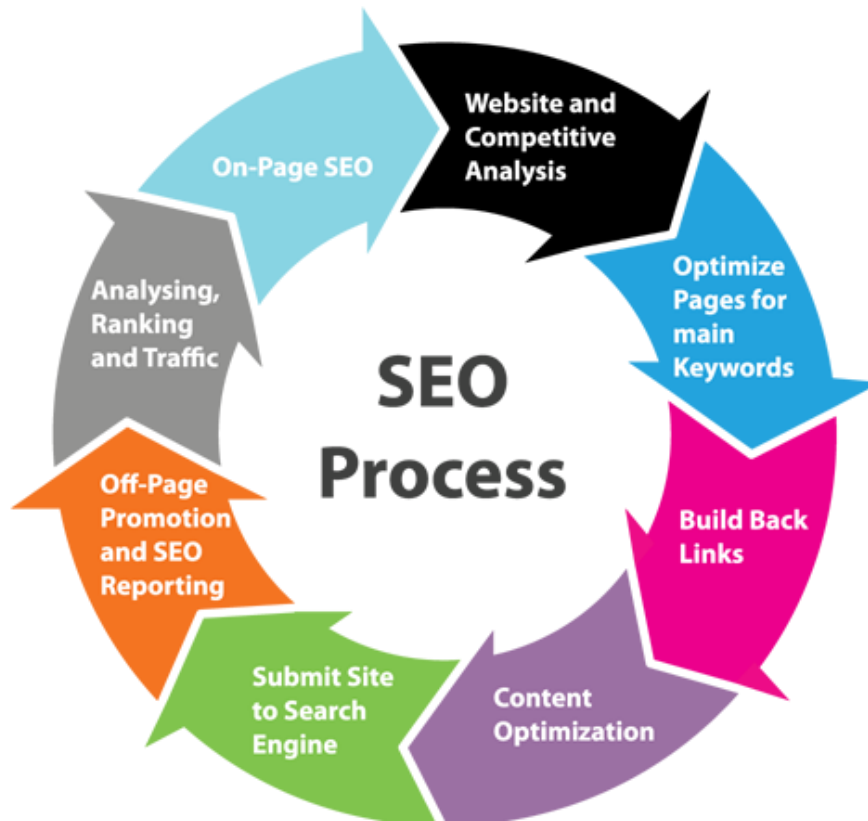 On-Page SEO
Website and
Competitive
Analysis
Optimize
Pages for
main
Keywords
Build Back
Links
Content
Optimization
Submit Site
to Search
Engine
Off-Page
Promotion
and SEO
Reporting
Analysing,
Ranking
and Traffic
SEO
Process